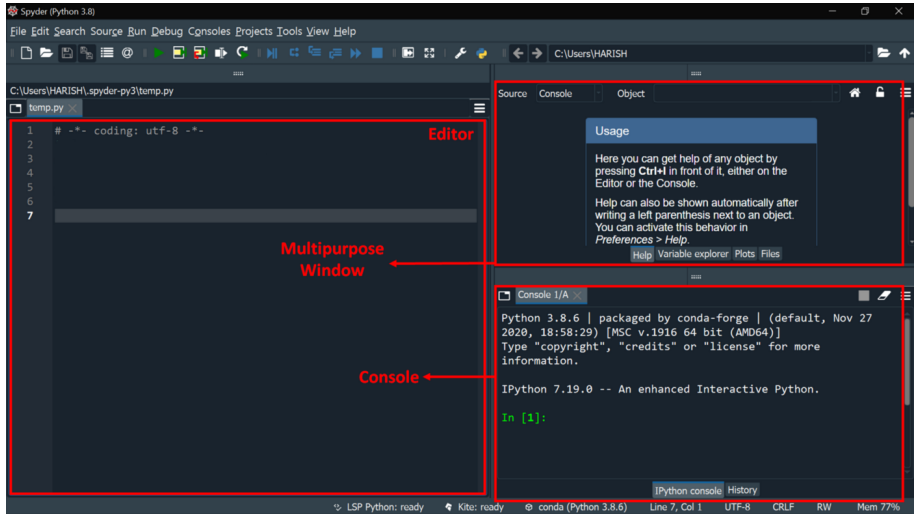 Spyder (Python 3.8)
File Edit Search Source Run Debug Consoles Projects Tools View Help
C:\Users\HARISH
C:\Users\HARISH\.spyder-py3\temp.py
temp.py
1 # -*- coding: utf-8 -*-
2
3
4
5
6
7
Editor
Multipurpose
Window
Console
Source Console Object
Usage
Here you can get help of any object by
pressing Ctrl+I in front of it, either on the
Editor or the Console.
Help can also be shown automatically after
writing a left parenthesis next to an object.
You can activate this behavior in
Preferences > Help.
Help Variable explorer Plots Files
Console 1/A
Python 3.8.6 | packaged by conda-forge | (default, Nov 27
2020, 18:58:29) [MSC v.1916 64 bit (AMD64)]
Type "copyright", "credits" or "license" for more
information.
IPython 7.19.0 -- An enhanced Interactive Python.
In [1]:
IPython console History
LSP Python: ready Kite: ready conda (Python 3.8.6) Line 7, Col 1 UTF-8 CRLF RW Mem 77%